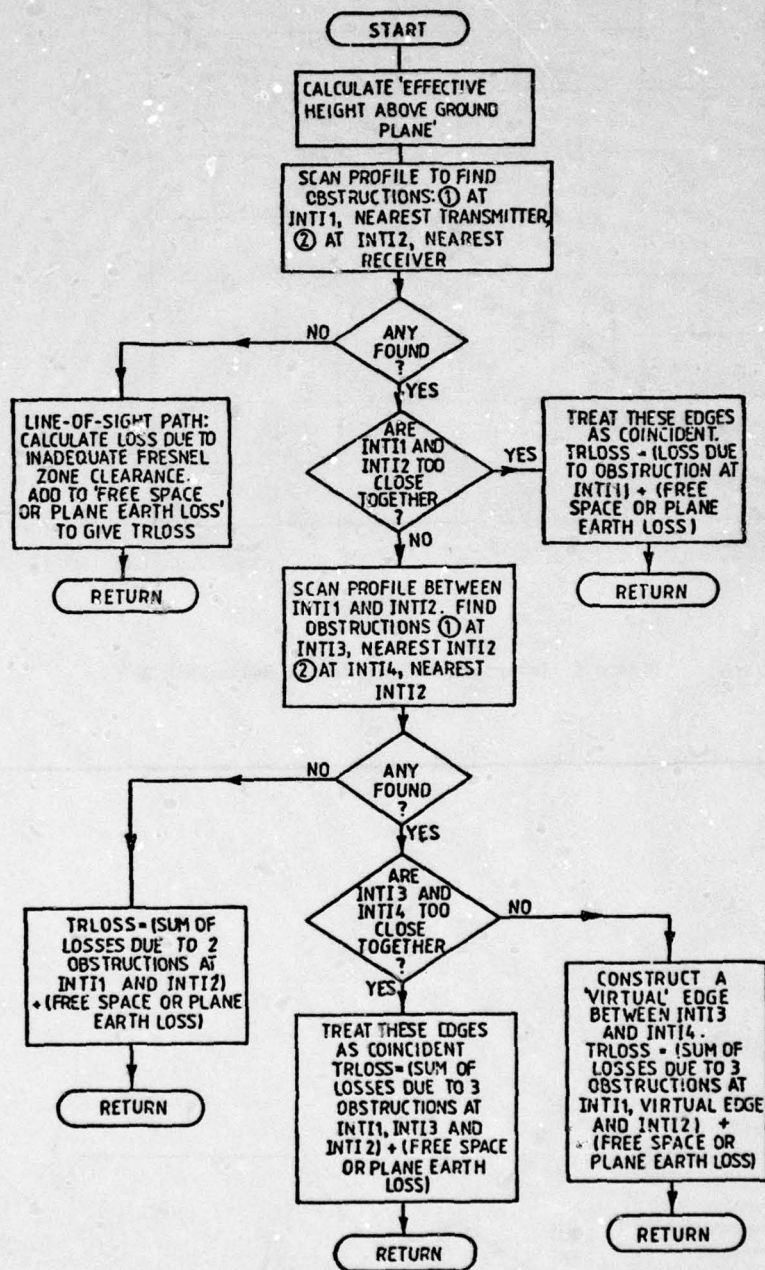 START
CALCULATE 'EFFECTIVE
HEIGHT ABOVE GROUND
PLANE'
SCAN PROFILE TO FIND
OBSTRUCTIONS: ① AT
INTI1, NEAREST TRANSMITTER,
② AT INTI2, NEAREST
RECEIVER
ANY
FOUND
?
NO
YES
LINE-OF-SIGHT PATH:
CALCULATE LOSS DUE TO
INADEQUATE FRESNEL
ZONE CLEARANCE.
ADD TO 'FREE SPACE
OR PLANE EARTH LOSS'
TO GIVE TRLOSS
RETURN
ARE
INTI1 AND
INTI2 TOO
CLOSE
TOGETHER
?
YES
NO
TREAT THESE EDGES
AS COINCIDENT.
TRLOSS = (LOSS DUE
TO OBSTRUCTION AT
INTI1) + (FREE
SPACE OR PLANE
EARTH LOSS)
RETURN
SCAN PROFILE BETWEEN
INTI1 AND INTI2. FIND
OBSTRUCTIONS ① AT
INTI3, NEAREST INTI2
② AT INTI4, NEAREST
INTI2
ANY
FOUND
?
NO
YES
TRLOSS=(SUM OF
LOSSES DUE TO 2
OBSTRUCTIONS AT
INTI1 AND INTI2)
+ (FREE SPACE OR PLANE
EARTH LOSS)
RETURN
ARE
INTI3 AND
INTI4 TOO
CLOSE
TOGETHER
?
NO
YES
TREAT THESE EDGES
AS COINCIDENT
TRLOSS=(SUM OF
LOSSES DUE TO 3
OBSTRUCTIONS AT
INTI1, INTI3 AND
INTI2) + (FREE SPACE
OR PLANE EARTH
LOSS)
RETURN
CONSTRUCT A
'VIRTUAL' EDGE
BETWEEN INTI3
AND INTI4.
TRLOSS = (SUM OF
LOSSES DUE TO 3
OBSTRUCTIONS AT
INTI1, VIRTUAL EDGE
AND INTI2) +
(FREE SPACE OR
PLANE EARTH LOSS)
RETURN